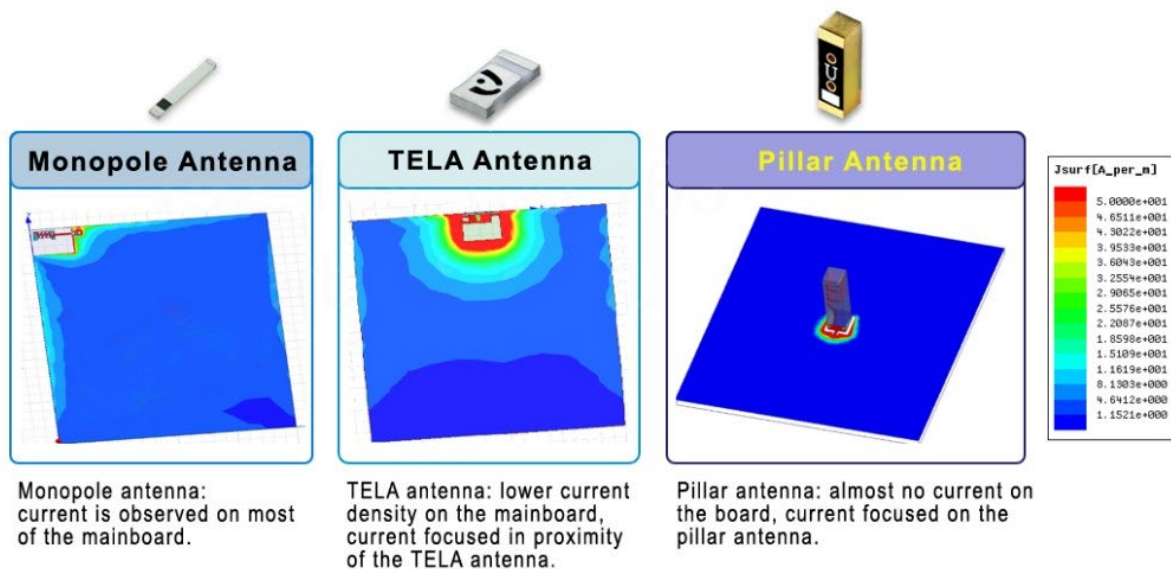 Monopole Antenna
TELA Antenna
Pillar Antenna
Jsurf[A_per_m]
5.0000e+001
4.6511e+001
4.3022e+001
3.9533e+001
3.6043e+001
3.2554e+001
2.9065e+001
2.5576e+001
2.2087e+001
1.8598e+001
1.5109e+001
1.1619e+001
8.1303e+000
4.6412e+000
1.1521e+000
Monopole antenna:
current is observed on most
of the mainboard.
TELA antenna: lower current
density on the mainboard,
current focused in proximity
of the TELA antenna.
Pillar antenna: almost no current on
the board, current focused on the
pillar antenna.